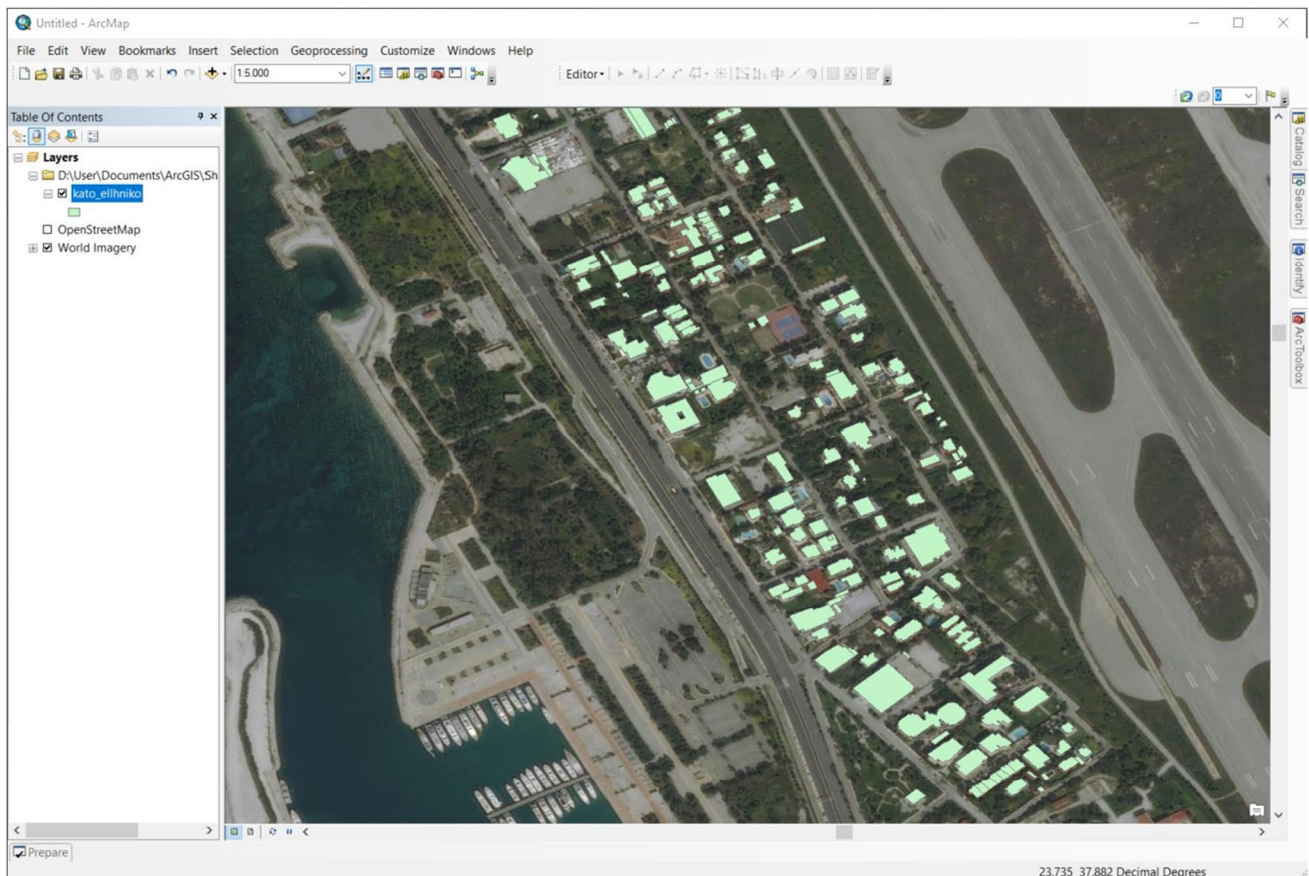 Untitled - ArcMap
File Edit View Bookmarks Insert Selection Geoprocessing Customize Windows Help
1:5.000
Editor
0
Table Of Contents
Layers
D:\User\Documents\ArcGIS\Sh
kato_ellhniko
OpenStreetMap
World Imagery
Catalog
Search
Identify
ArcToolbox
Prepare
23.735 37.882 Decimal Degrees